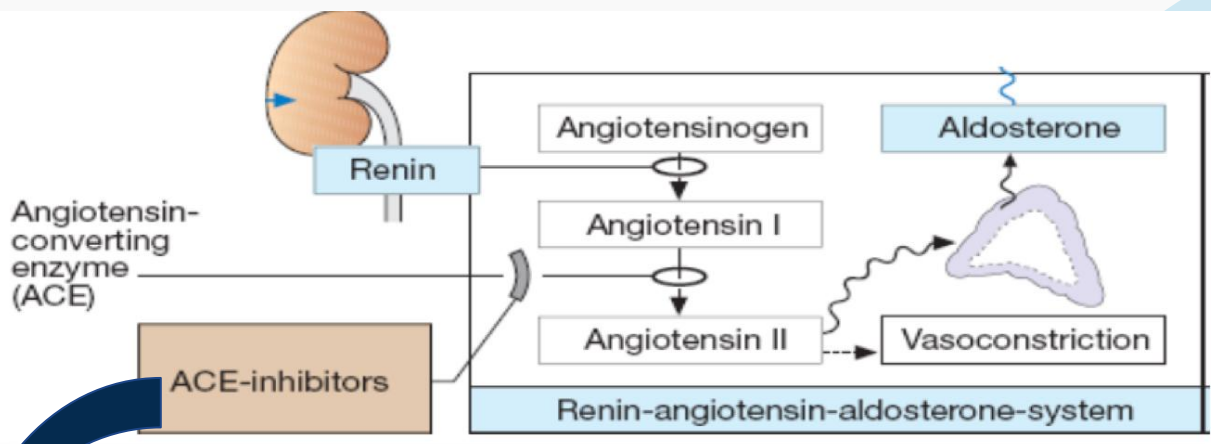 Angiotensinogen
Aldosterone
Renin
Angiotensin-
converting
enzyme
(ACE)
Angiotensin I
Angiotensin II
Vasoconstriction
ACE-inhibitors
Renin-angiotensin-aldosterone-system